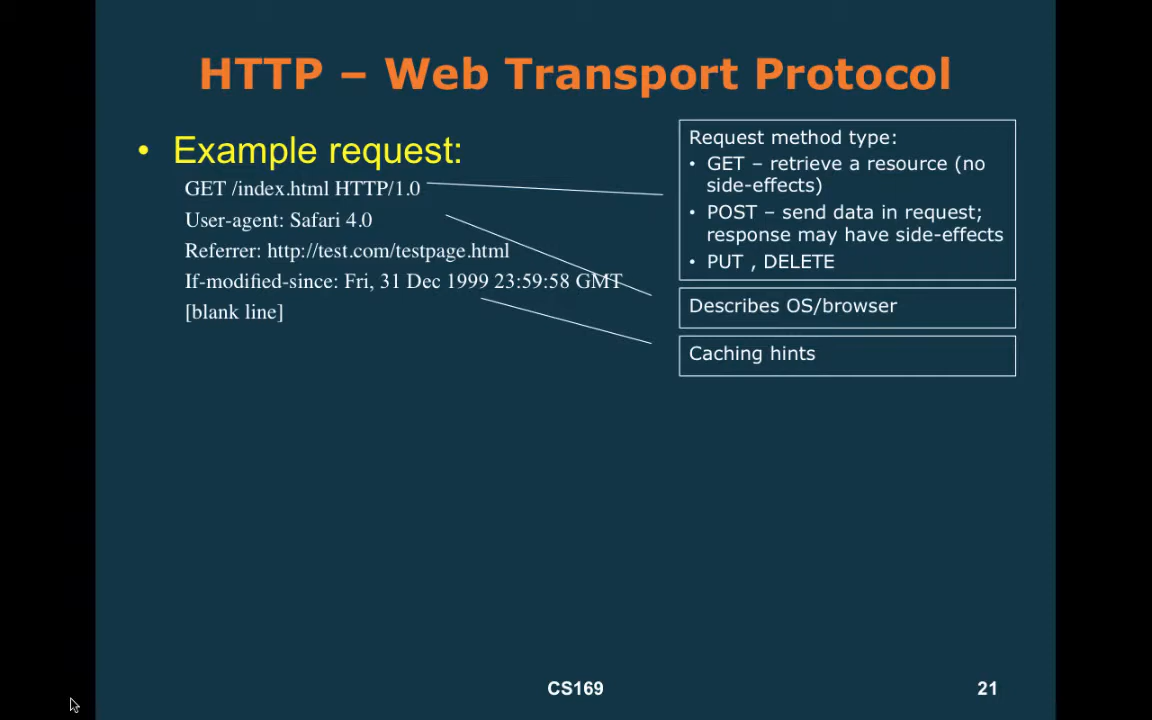 HTTP – Web Transport Protocol
• Example request:
GET /index.html HTTP/1.0
User-agent: Safari 4.0
Referrer: http://test.com/testpage.html
If-modified-since: Fri, 31 Dec 1999 23:59:58 GMT
[blank line]
Request method type:
• GET – retrieve a resource (no
side-effects)
• POST – send data in request;
response may have side-effects
• PUT , DELETE
Describes OS/browser
Caching hints
CS169
21